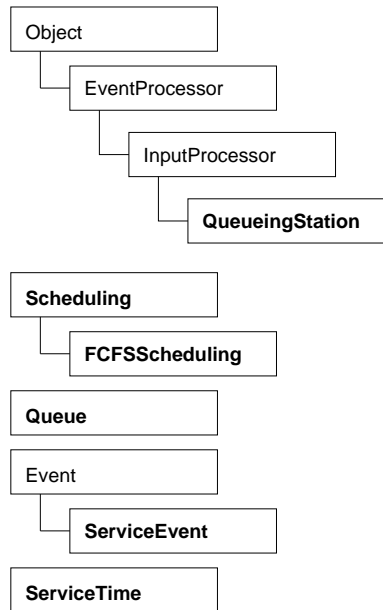 Object
EventProcessor
InputProcessor
QueueingStation
Scheduling
FCFSScheduling
Queue
Event
ServiceEvent
ServiceTime